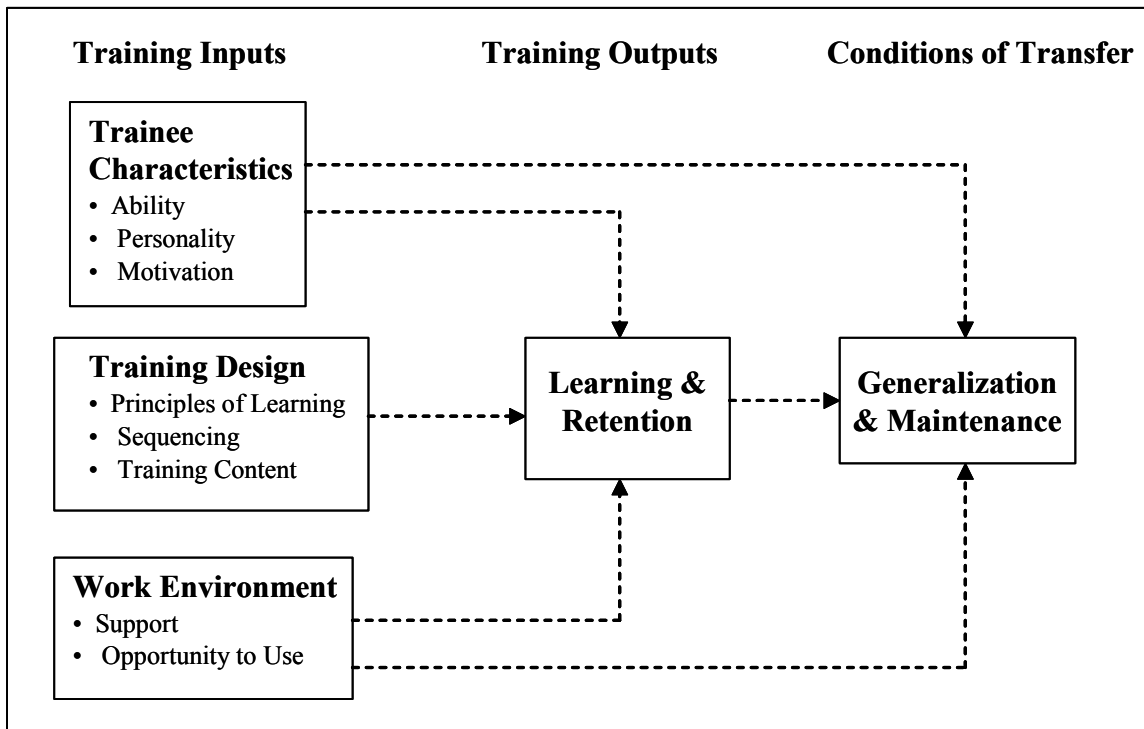 Training Inputs
Training Outputs
Conditions of Transfer
Trainee
Characteristics
• Ability
• Personality
• Motivation
Training Design
• Principles of Learning
• Sequencing
• Training Content
Learning &
Retention
Generalization
& Maintenance
Work Environment
• Support
• Opportunity to Use